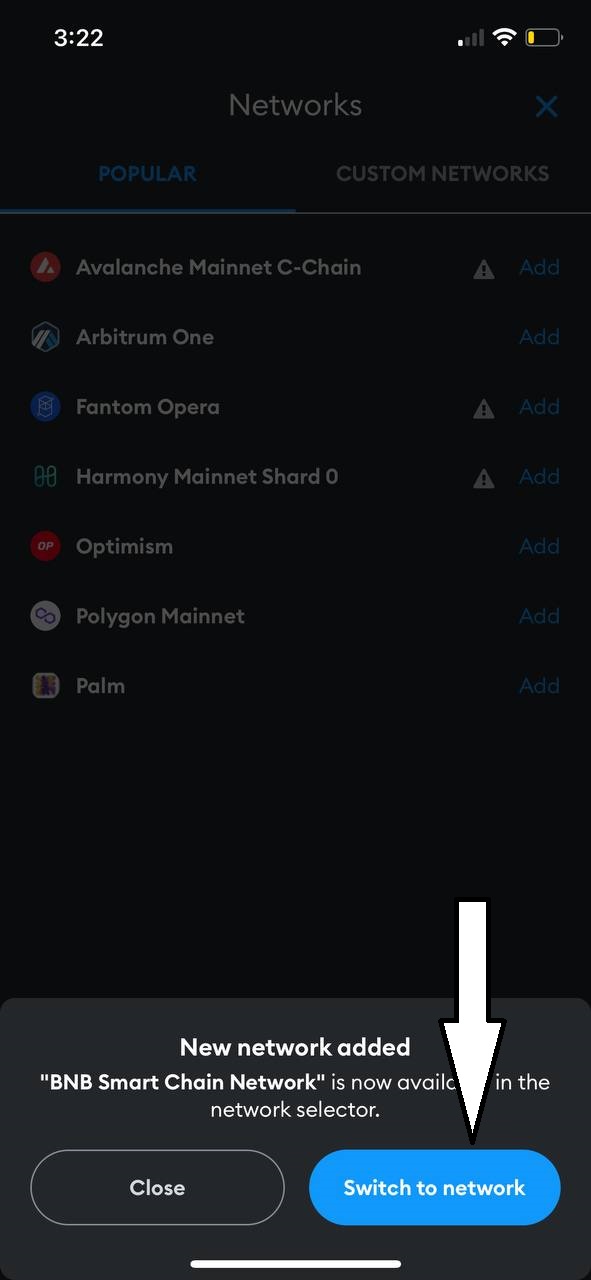 3:22
Networks
POPULAR
CUSTOM NETWORKS
Avalanche Mainnet C-Chain Add
Arbitrum One Add
Fantom Opera Add
Harmony Mainnet Shard 0 Add
OP Optimism Add
Polygon Mainnet Add
Palm Add
New network added
"BNB Smart Chain Network" is now in the
network selector.
Close
Switch to network